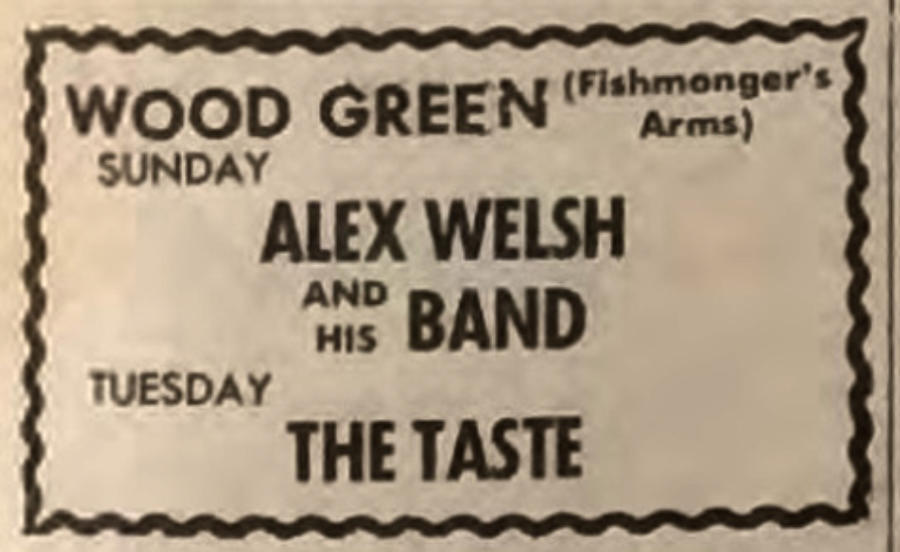 WOOD GREEN (Fishmonger's Arms)
SUNDAY
ALEX WELSH
AND HIS BAND
TUESDAY
THE TASTE